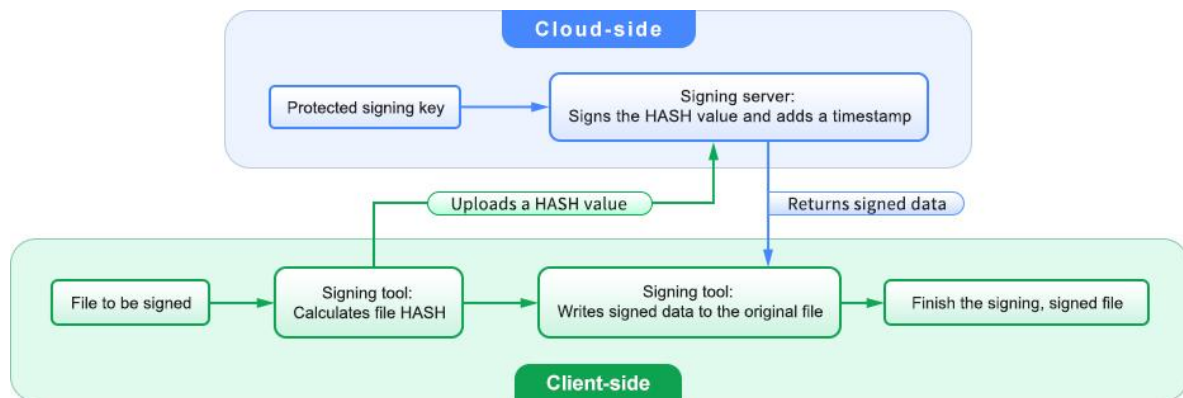 Cloud-side
Protected signing key
Signing server:
Signs the HASH value and adds a timestamp
Uploads a HASH value
Returns signed data
File to be signed
Signing tool:
Calculates file HASH
Signing tool:
Writes signed data to the original file
Finish the signing, signed file
Client-side